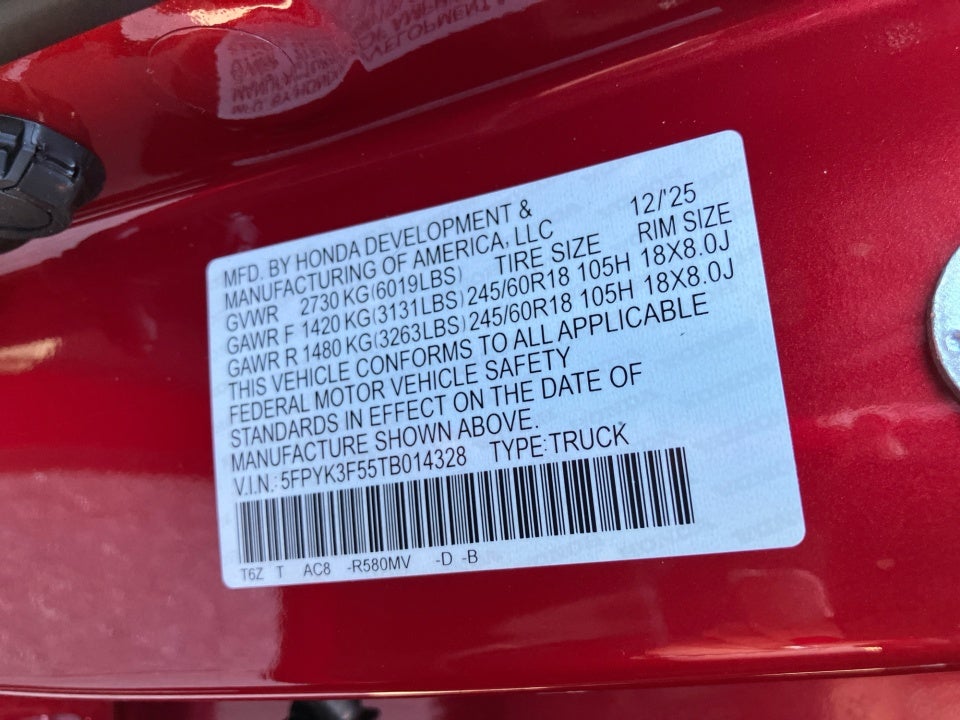 MFD. BY HONDA DEVELOPMENT & 12/'25
MANUFACTURING OF AMERICA, LLC
GVWR 2730 KG(6019LBS) TIRE SIZE RIM SIZE
GAWR F 1420 KG(3131LBS) 245/60R18 105H 18X8.0J
GAWR R 1480 KG(3263LBS) 245/60R18 105H 18X8.0J
THIS VEHICLE CONFORMS TO ALL APPLICABLE
FEDERAL MOTOR VEHICLE SAFETY
STANDARDS IN EFFECT ON THE DATE OF
MANUFACTURE SHOWN ABOVE.
V.I.N.: 5FPYK3F55TB014328 TYPE: TRUCK
T6Z T AC8 -R580MV -D -B